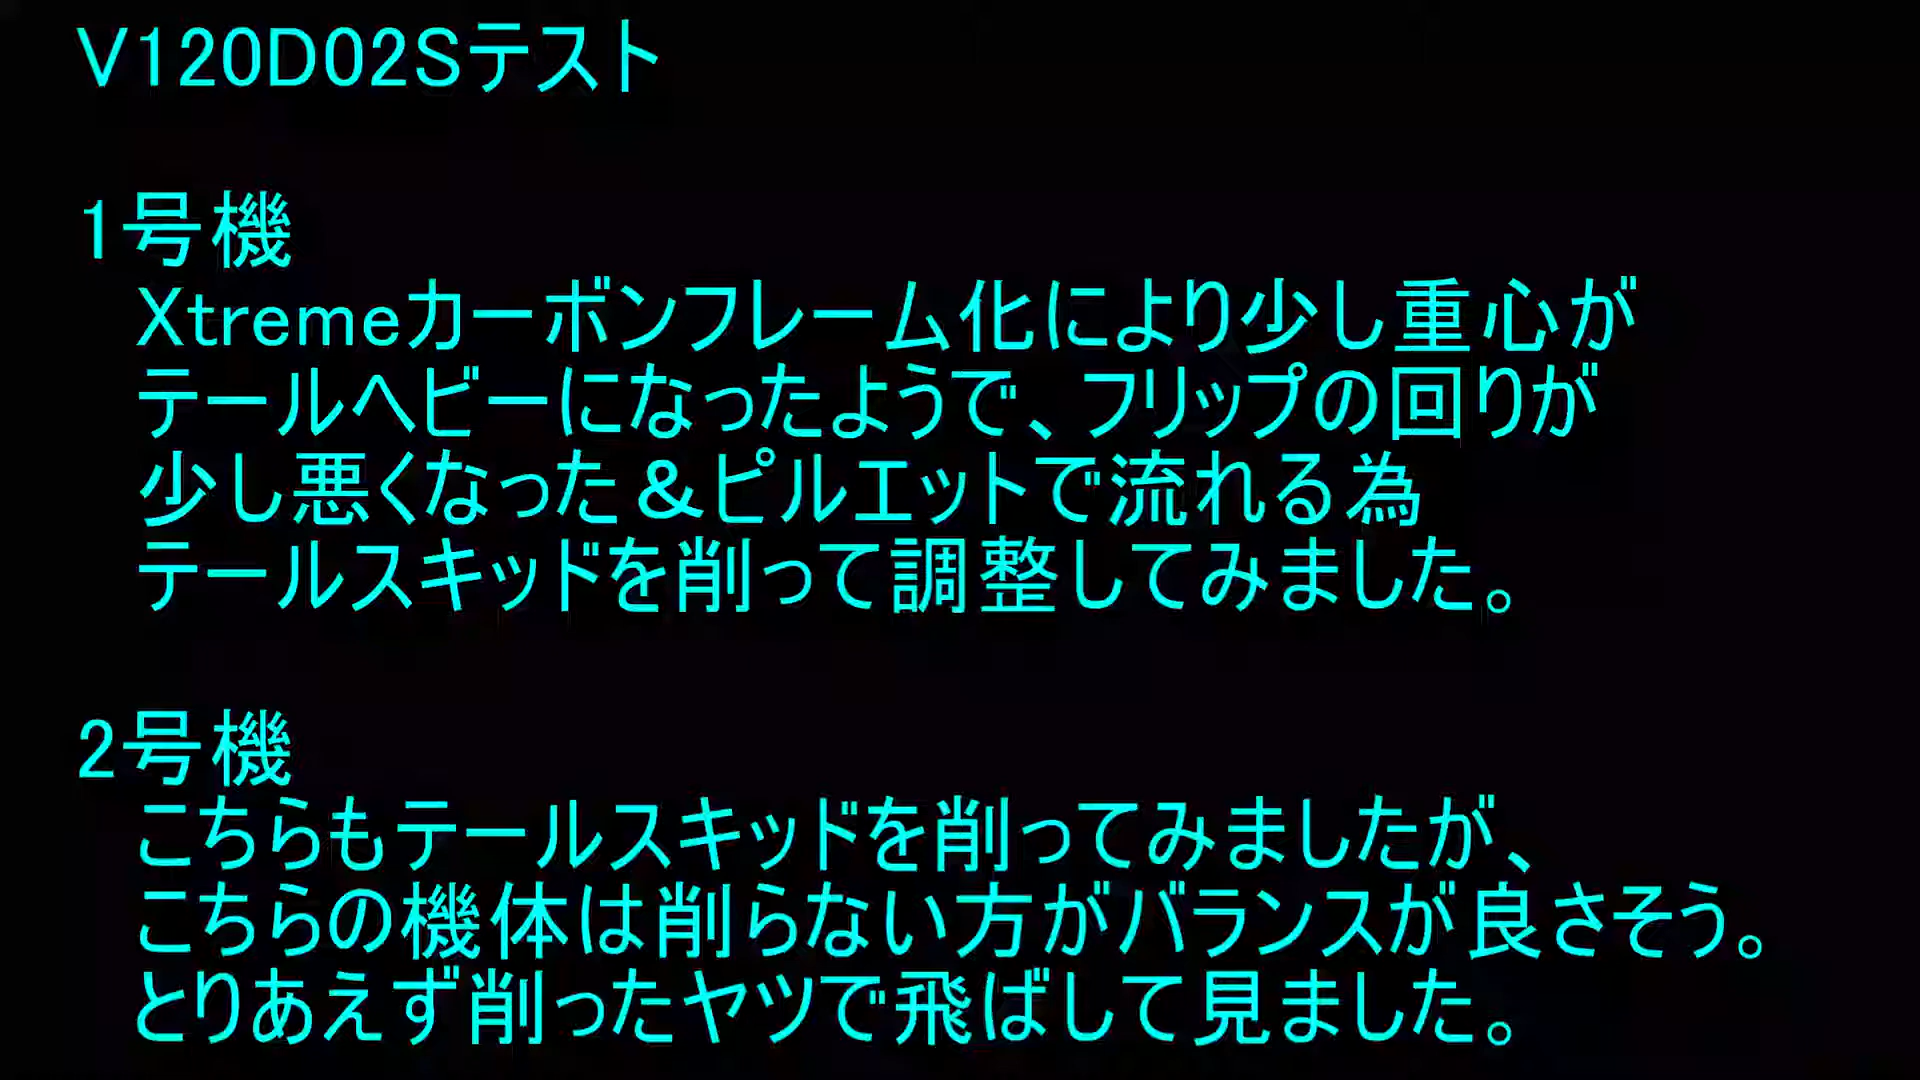 V120D02Sテスト
1号機
Xtremeカーボンフレーム化により少し重心が
テールヘビーになったようで、フリップの回りが
少し悪くなった&ピルエットで流れる為
テールスキッドを削って調整してみました。
2号機
こちらもテールスキッドを削ってみましたが、
こちらの機体は削らない方がバランスが良さそう。
とりあえず削ったヤツで飛ばして見ました。